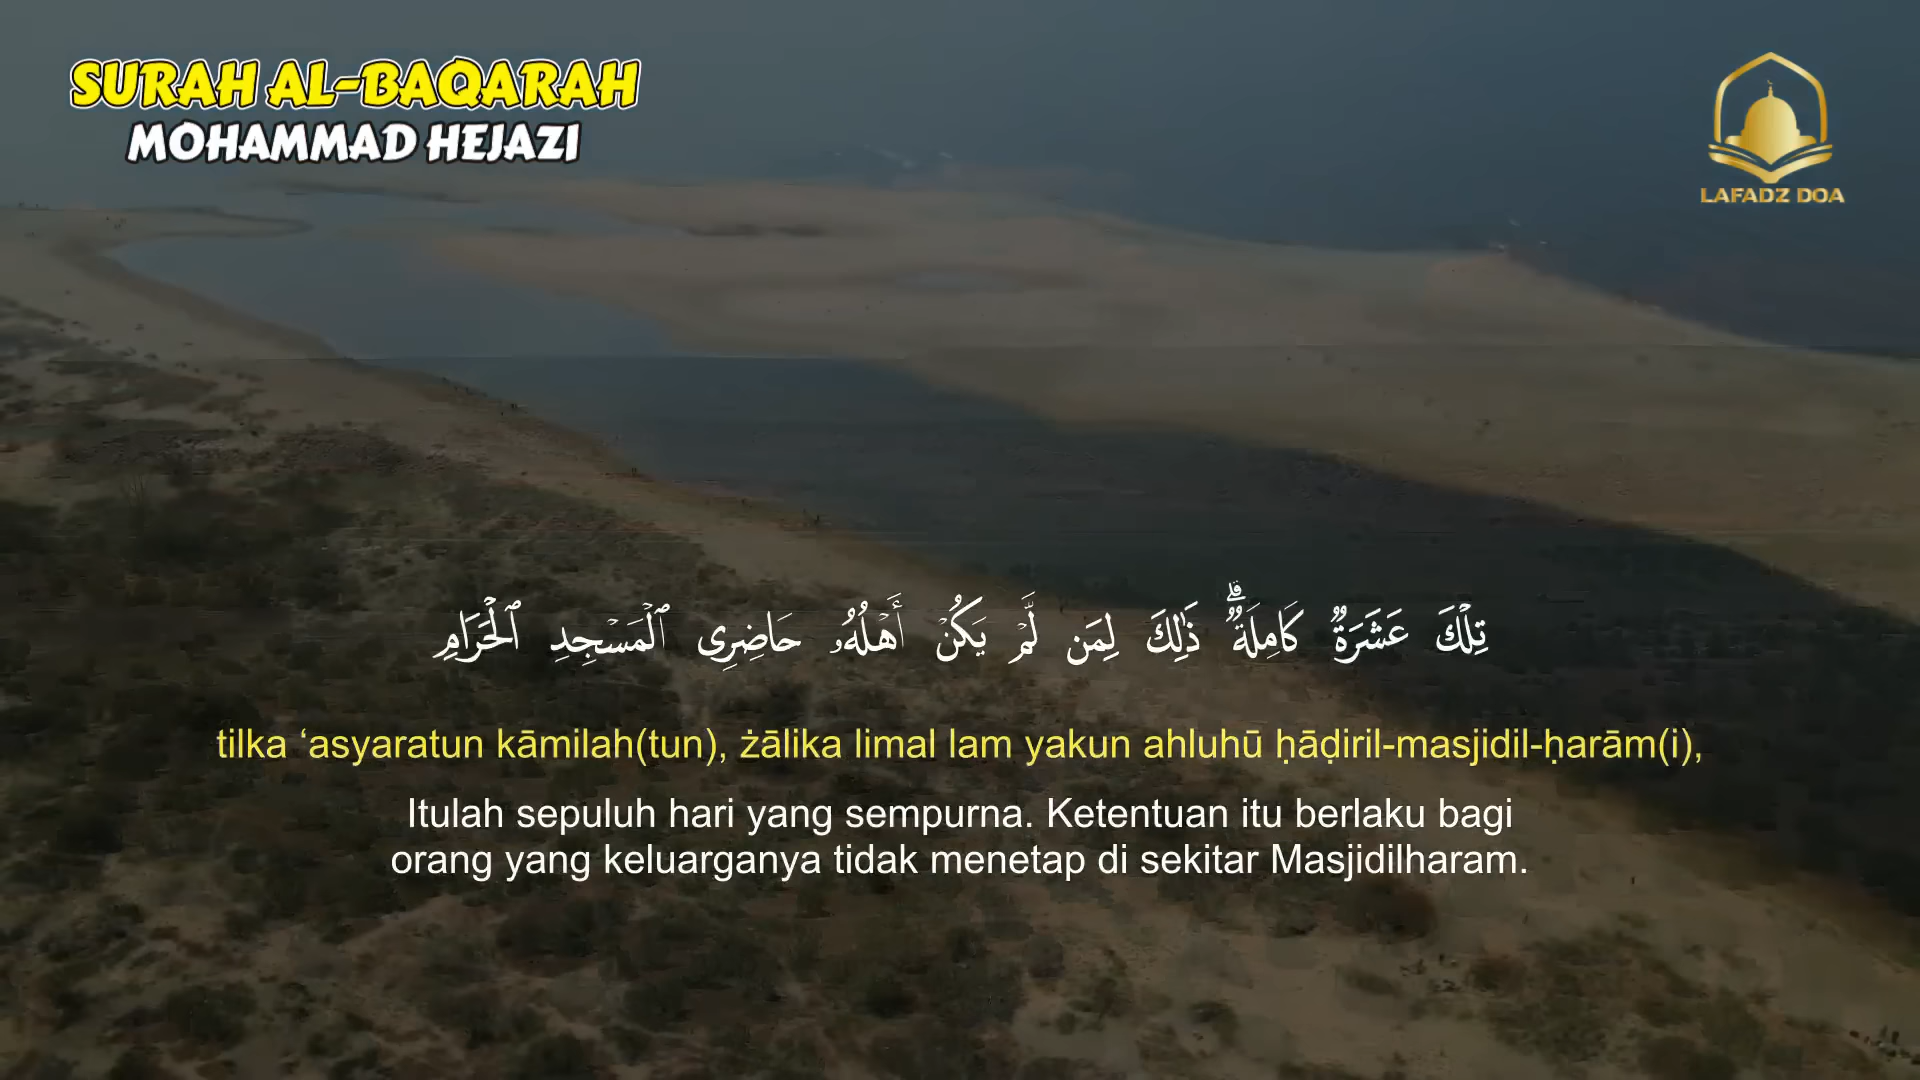 SURAH AL-BAQARAH
MOHAMMAD HEJAZI
LAFADZ DOA
تِلۡكَ عَشَرَةٞ كَامِلَةٞۗ ذَٰلِكَ لِمَن لَّمۡ يَكُنۡ أَهۡلُهُۥ حَاضِرِي ٱلۡمَسۡجِدِ ٱلۡحَرَامِ
tilka ‘asyaratun kāmilah(tun), żālika limal lam yakun ahluhū ḥāḍiril-masjidil-ḥarām(i),
Itulah sepuluh hari yang sempurna. Ketentuan itu berlaku bagi
orang yang keluarganya tidak menetap di sekitar Masjidilharam.